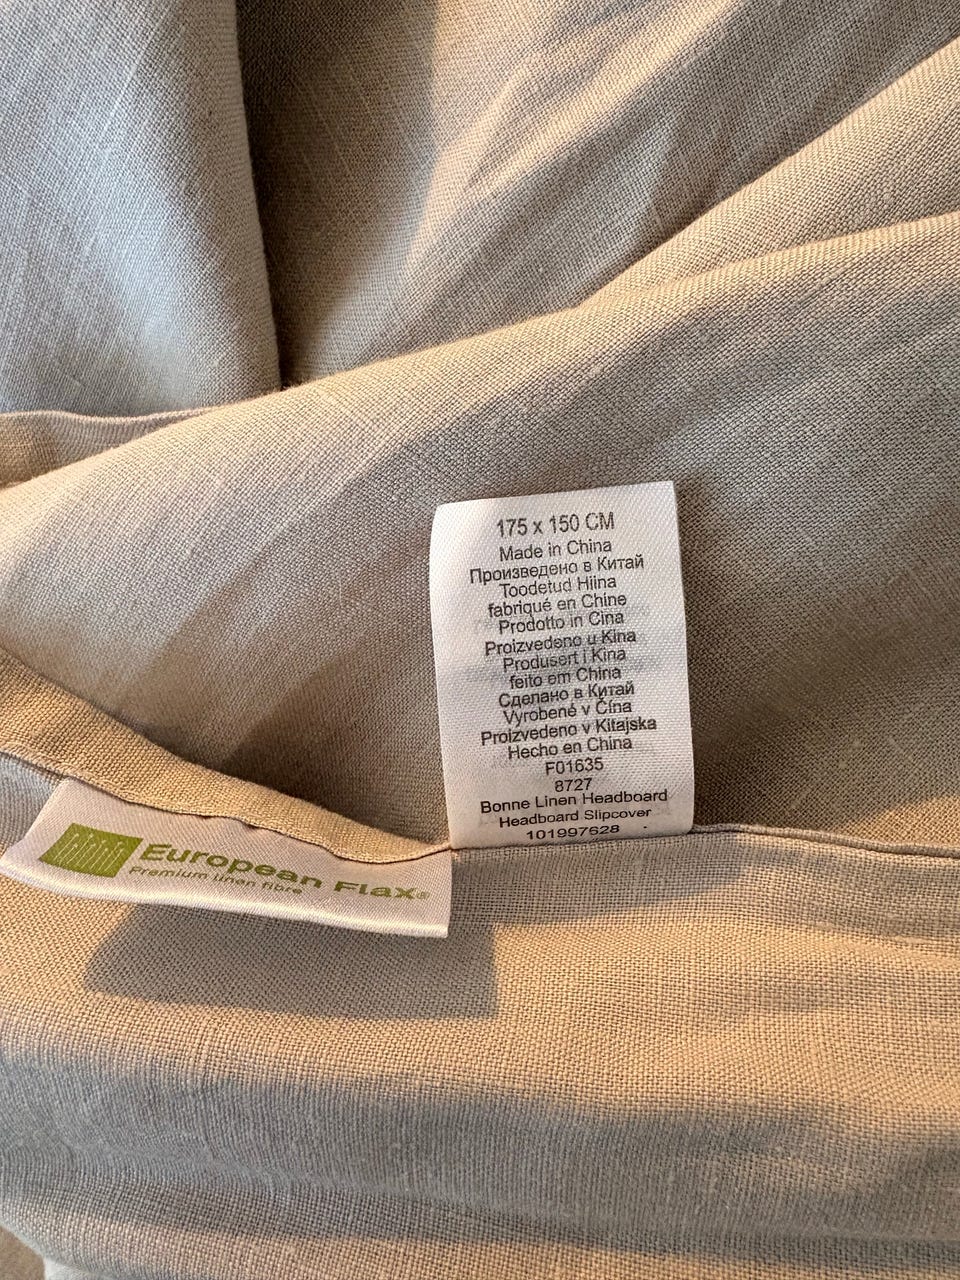 175 x 150 CM
Made in China
Произведено в Китай
Toodetud Hiina
fabriqué en Chine
Prodotto in Cina
Proizvedeno u Kina
Produsert i Kina
feito em China
Сделано в Китай
Vyrobené v Čína
Proizvedeno v Kitajska
Hecho en China
F01635
8727
Bonne Linen Headboard
Headboard Slipcover
101997628
European Flax®
Premium linen fibre